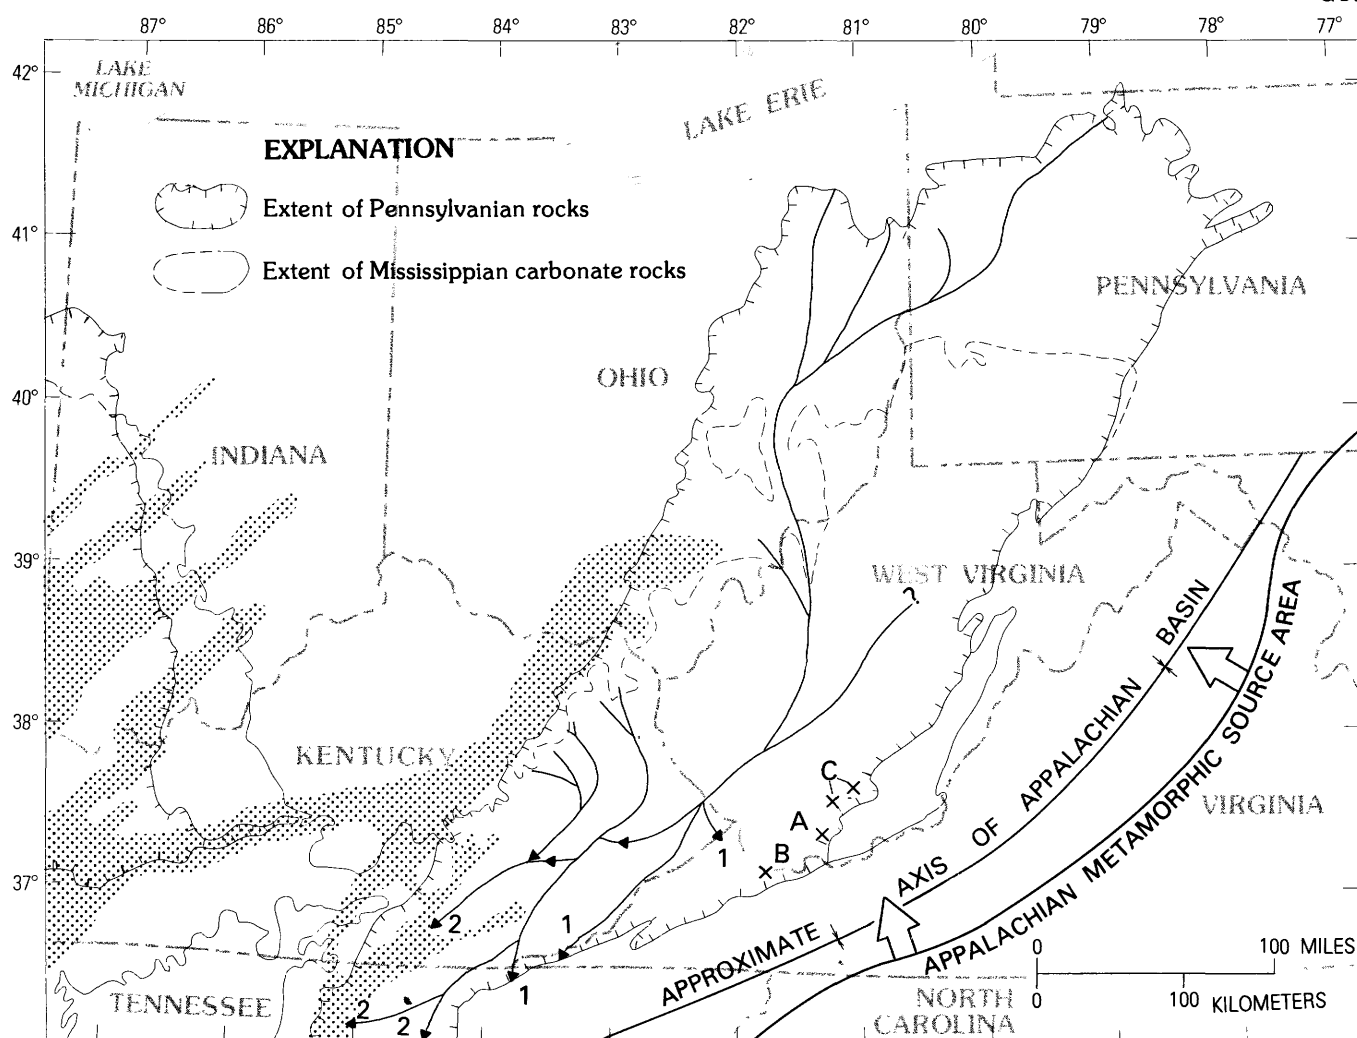 87° 86° 85° 84° 83° 82° 81° 80° 79° 78° 77°
42°
LAKE
MICHIGAN
LAKE ERIE
EXPLANATION
Extent of Pennsylvanian rocks
41°
Extent of Mississippian carbonate rocks
PENNSYLVANIA
OHIO
40°
INDIANA
39°
WEST VIRGINIA
?
BASIN
38°
KENTUCKY
C
A
B
1
VIRGINIA
37°
2
1
1
2
2
APPROXIMATE AXIS OF APPALACHIAN
APPALACHIAN METAMORPHIC SOURCE AREA
0 100 MILES
0 100 KILOMETERS
TENNESSEE
NORTH
CAROLINA